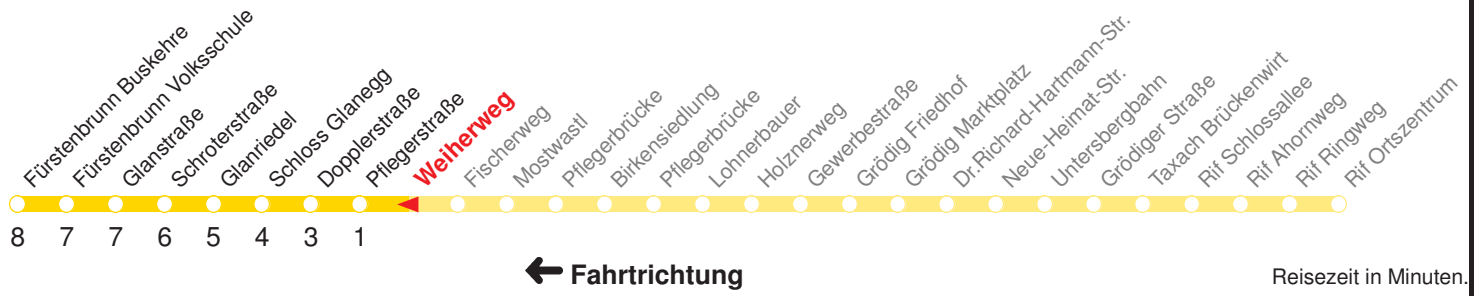 Fürstenbrunn Buskehre
Fürstenbrunn Volksschule
Glanstraße
Schroterstraße
Glanriedel
Schloss Glanegg
Dopplerstraße
Pflegerstraße
Weiherweg
Fischerweg
Mostwastl
Pflegerbrücke
Birkensiedlung
Pflegerbrücke
Lohnerbauer
Holznerweg
Gewerbestraße
Grödig Friedhof
Grödig Marktplatz
Dr.Richard-Hartmann-Str.
Neue-Heimat-Str.
Untersbergbahn
Grödiger Straße
Taxach Brückenwirt
Rif Schlossallee
Rif Ahornweg
Rif Ringweg
Rif Ortszentrum
8 7 7 6 5 4 3 1
Fahrtrichtung
Reisezeit in Minuten.